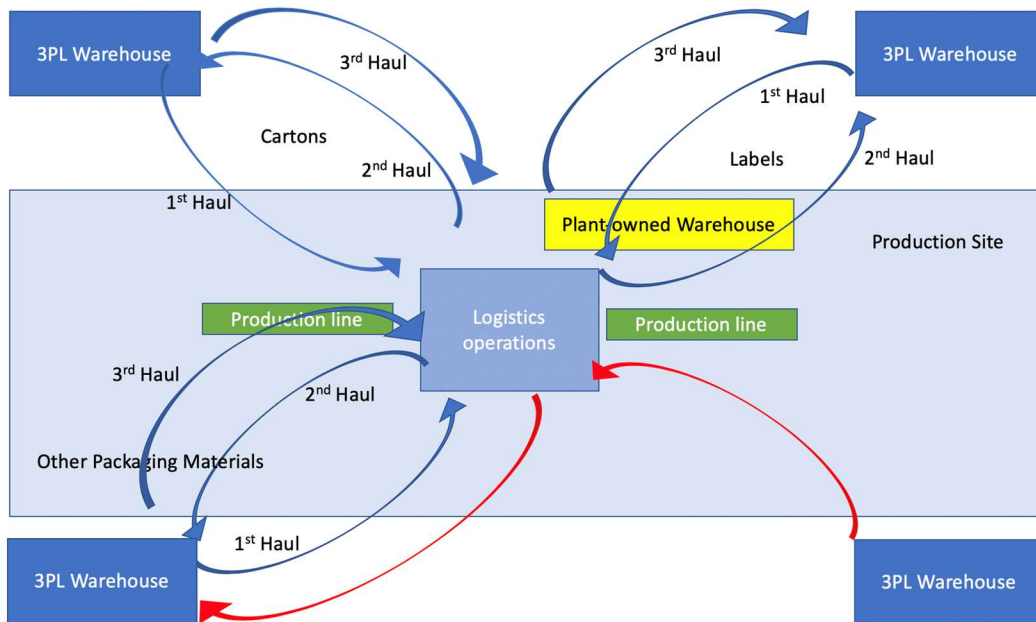 3PL Warehouse
3rd Haul
3rd Haul
3PL Warehouse
1st Haul
Cartons
Labels
2nd Haul
2nd Haul
1st Haul
Plant-owned Warehouse
Production Site
Production line
Logistics
operations
Production line
3rd Haul
2nd Haul
Other Packaging Materials
1st Haul
3PL Warehouse
3PL Warehouse